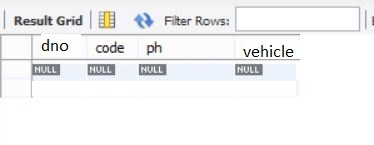 Result Grid Filter Rows:
dno code ph vehicle
NULL NULL NULL NULL